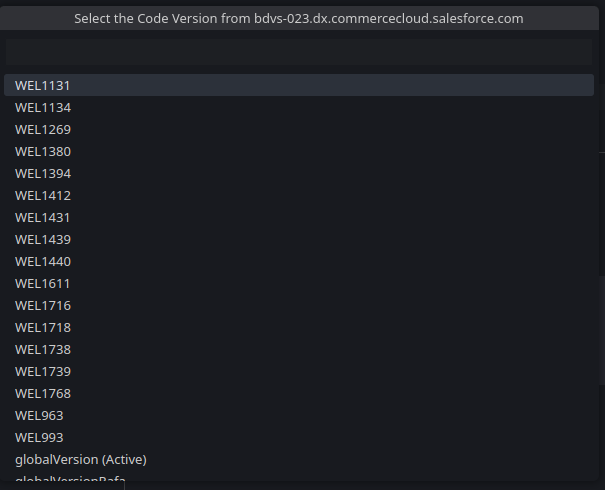 Select the Code Version from bdvs-023.dx.commercecloud.salesforce.com
WEL1131
WEL1134
WEL1269
WEL1380
WEL1394
WEL1412
WEL1431
WEL1439
WEL1440
WEL1611
WEL1716
WEL1718
WEL1738
WEL1739
WEL1768
WEL963
WEL993
globalVersion (Active)
globalVersionRafa